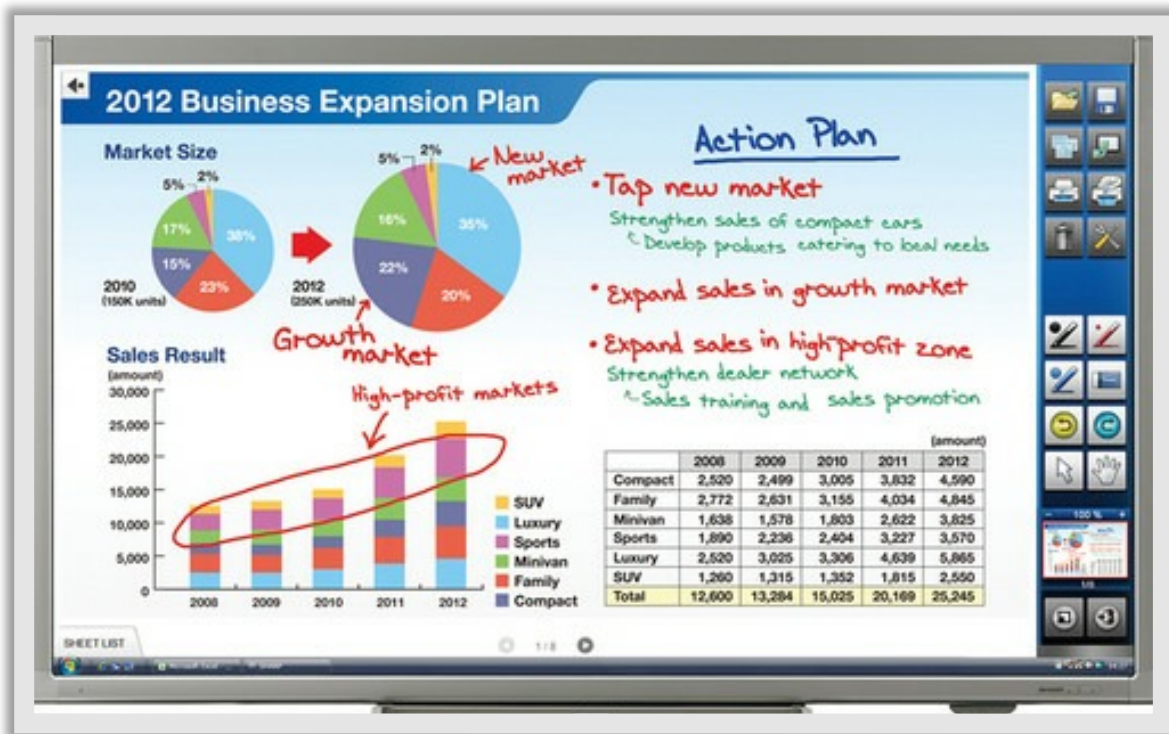 2012 Business Expansion Plan
Market Size
5%
2%
17%
38%
15%
23%
2010
(150K units)
5%
2%
16%
35%
22%
20%
2012
(250K units)
New
market
Growth
market
Sales Result
(amount)
30,000
25,000
20,000
15,000
10,000
5,000
0
2008 2009 2010 2011 2012
High-profit markets
SUV
Luxury
Sports
Minivan
Family
Compact
Action Plan
• Tap new market
Strengthen sales of compact cars
Develop products catering to local needs
• Expand sales in growth market
• Expand sales in high-profit zone
Strengthen dealer network
Sales training and sales promotion
(amount)
2008 2009 2010 2011 2012
Compact 2,520 2,499 3,005 3,832 4,590
Family 2,772 2,631 3,155 4,034 4,845
Minivan 1,638 1,578 1,803 2,622 3,825
Sports 1,890 2,236 2,404 3,227 3,570
Luxury 2,520 3,025 3,306 4,639 5,865
SUV 1,260 1,315 1,352 1,815 2,550
Total 12,600 13,284 15,025 20,169 25,245
- 100 % +
1/8
SHEET LIST
1/8